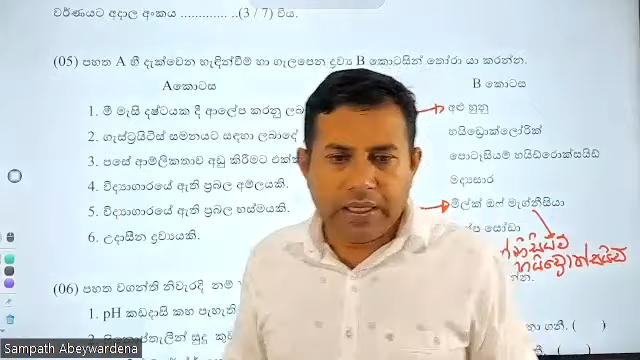 වර්ණයට අදාල අංකය ............. ..(3 / 7) විය.
(05) පහත A හි දැක්වෙන හැඳින්වීම් හා ගැලපෙන ද්‍රව්‍ය B කොටසින් තෝරා යා කරන්න.
A කොටස B කොටස
1. මී මැසි දෂ්ටයක දී ආලේප කරනු ලබ අළු හුනු
2. ගැස්ට්‍රයිටීස් සමනයට සඳහා ලබාදේ හයිඩ්‍රොක්ලෝරික්
3. පසේ ආම්ලිකතාව අඩු කිරීමට එක් පොටෑසියම් හයිඩ්රොක්සයිඩ්
4. විද්‍යාගාරයේ ඇති ප්‍රබල අම්ලයකි. මද්‍යසාර
5. විද්‍යාගාරයේ ඇති ප්‍රබල භස්මයකි. මිල්ක් ඔෆ් මැග්නීසියා
6. උදාසීන ද්‍රව්‍යයකි. සෝඩා
(06) පහත වගන්ති නිවැරදි නම්
1. pH කඩදාසි කහ පැහැති ගනී. ( )
Sampath Abeywardena